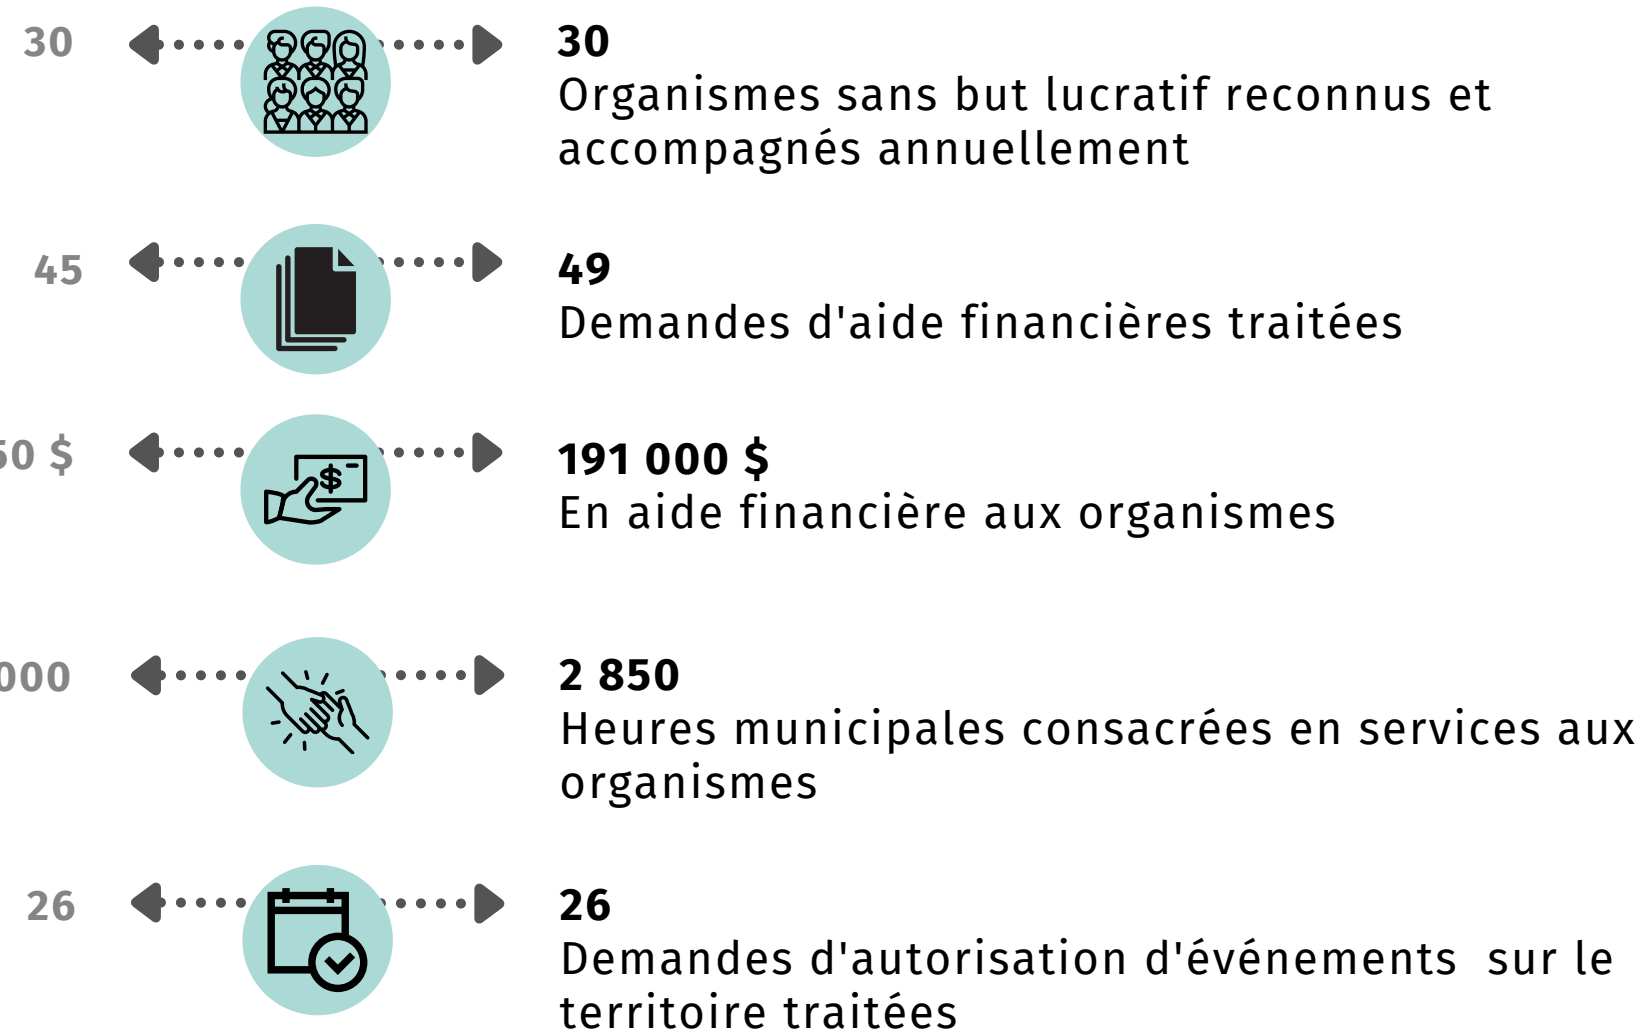 30
30
Organismes sans but lucratif reconnus et
accompagnés annuellement
45
49
Demandes d'aide financières traitées
50 $
191 000 $
En aide financière aux organismes
000
2 850
Heures municipales consacrées en services aux
organismes
26
26
Demandes d'autorisation d'événements  sur le
territoire traitées